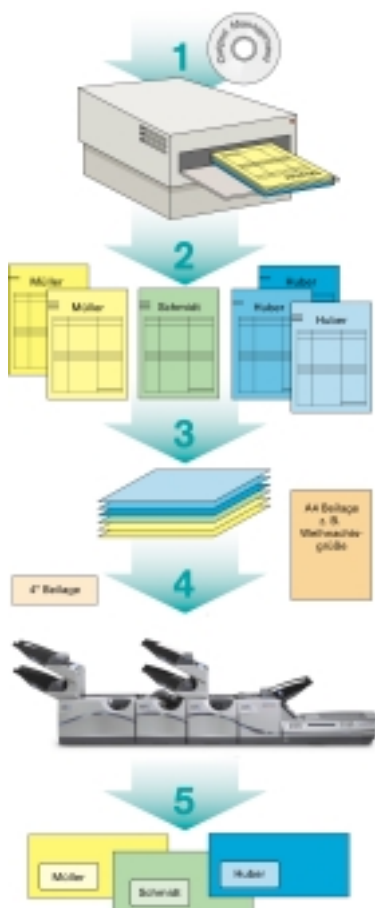 1
2
Müller
Müller
Schmidt
Huber
Huber
Huber
3
A4 Beilage
z. B.
Weihnachts-
grüße
4" Beilage
4
5
Müller
Schmidt
Huber